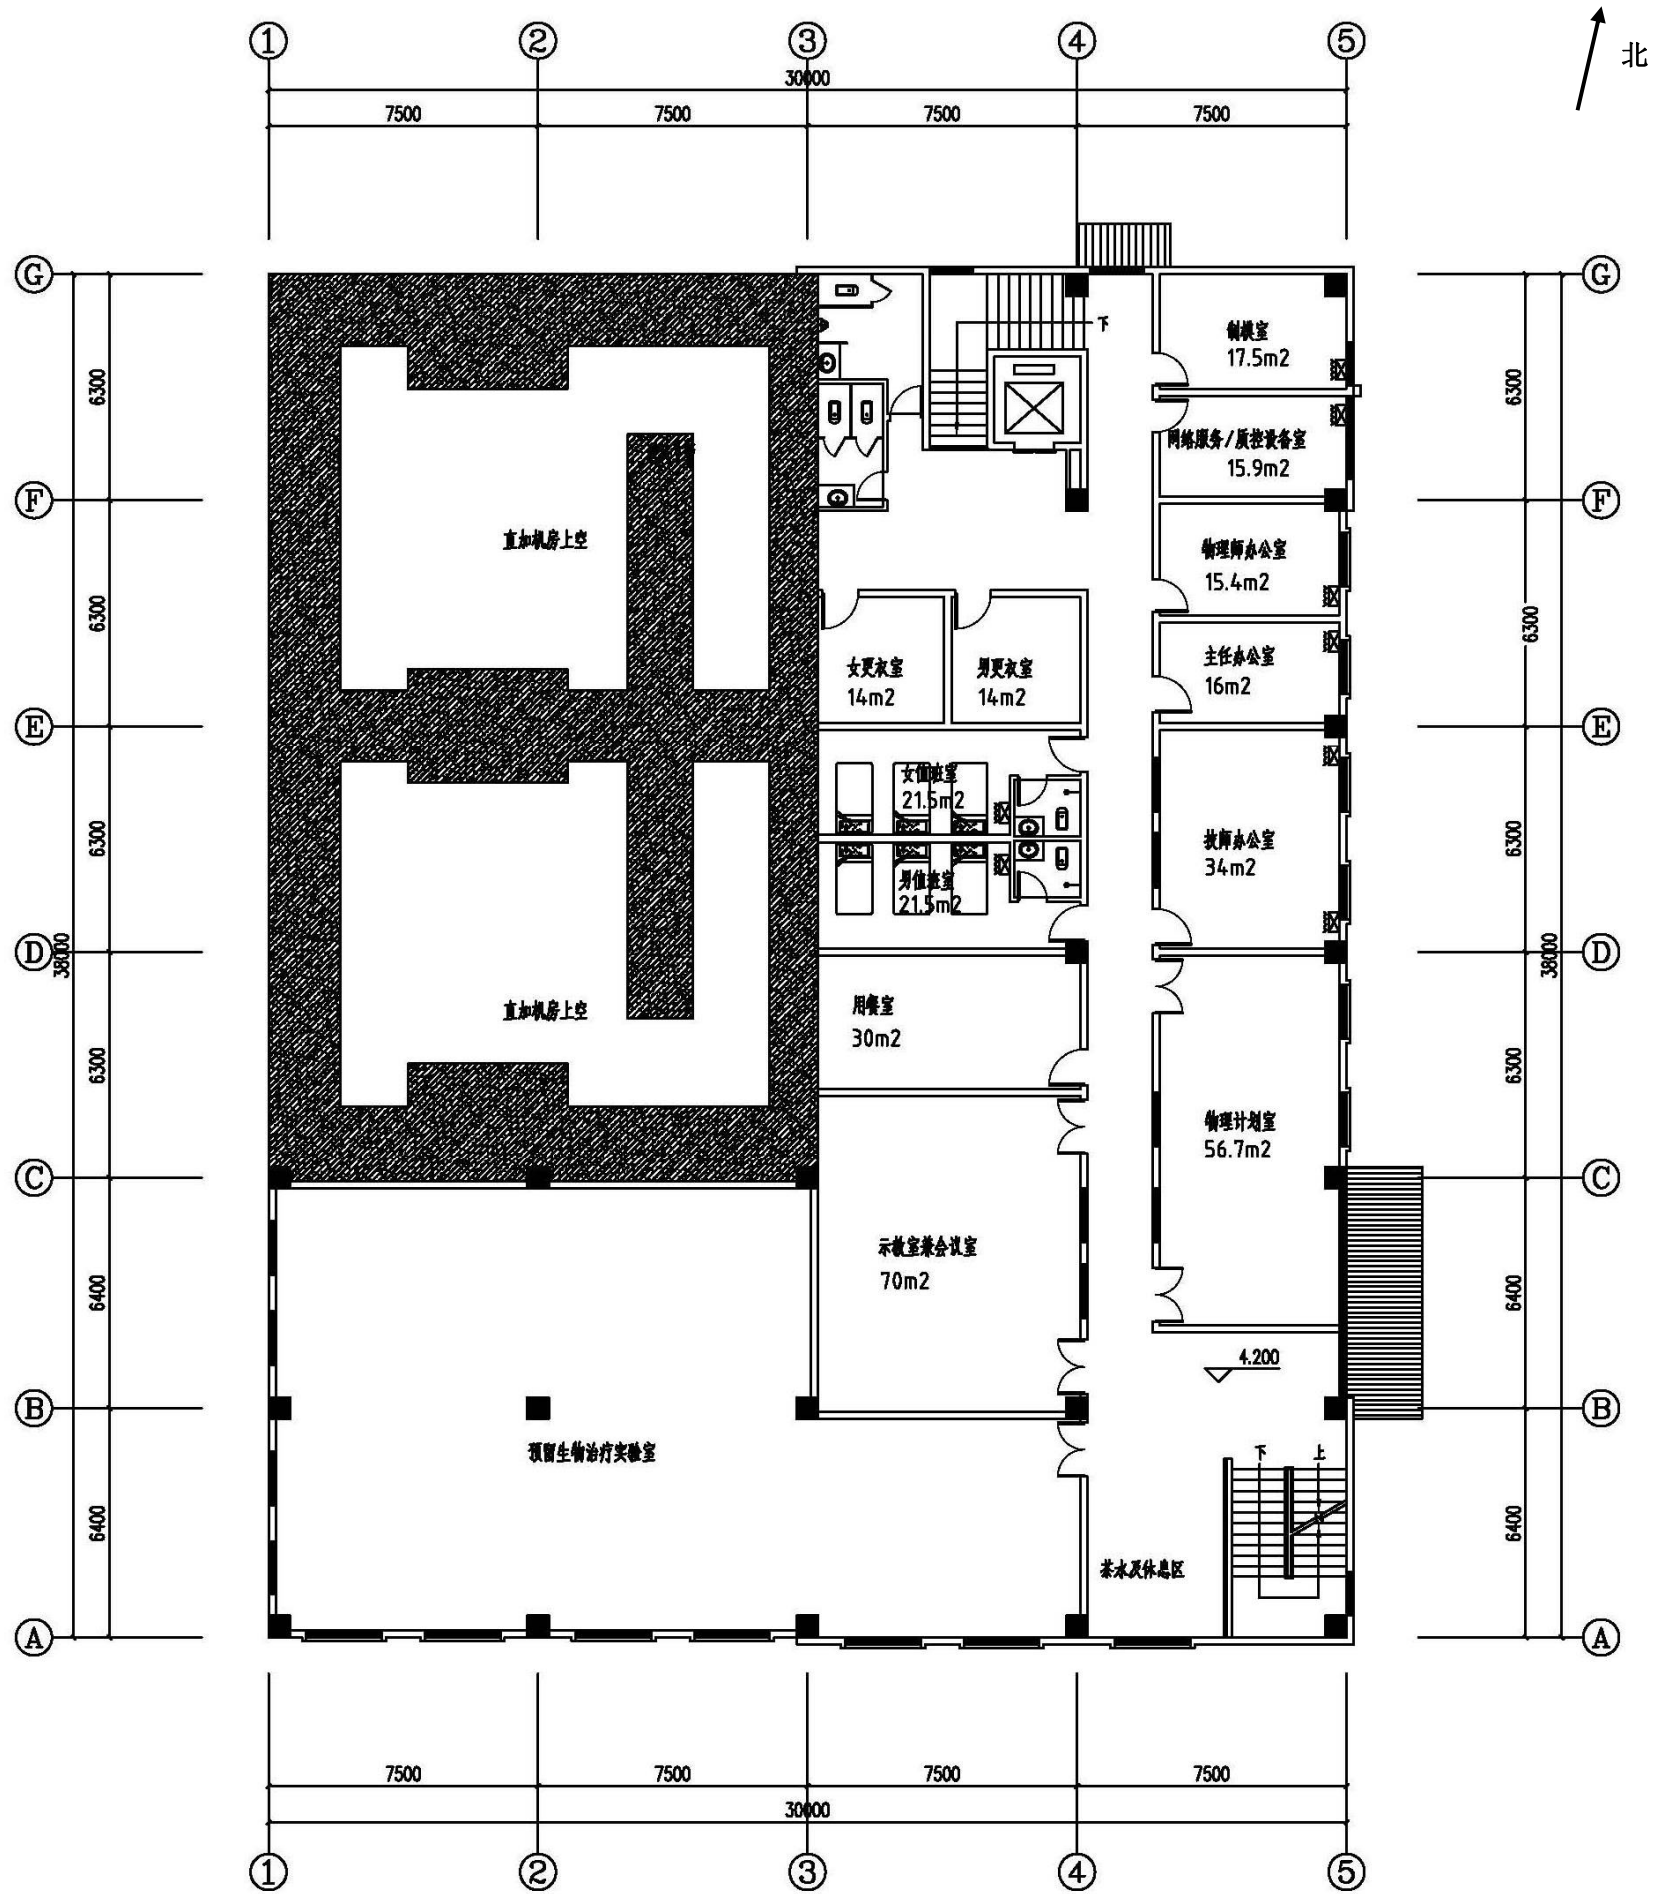 ① ② ③ ④ ⑤
北
30000
7500 7500 7500 7500
G G
下
制模室
17.5m2
6300 6300
网络服务/质控设备室
15.9m2
F F
直加机房上空
物理师办公室
15.4m2
6300 6300
女更衣室 男更衣室 主任办公室
14m2 14m2 16m2
E E
女值班室
21.5m2
6300 技师办公室 6300
34m2
男值班室
21.5m2
D D
38000 38000
直加机房上空 用餐室
30m2
6300 6300
物理计划室
56.7m2
C C
示教室兼会议室
70m2
6400 6400
4.200
B B
预留生物治疗实验室
下 上
6400 6400
茶水及休息区
A A
7500 7500 7500 7500
30000
① ② ③ ④ ⑤